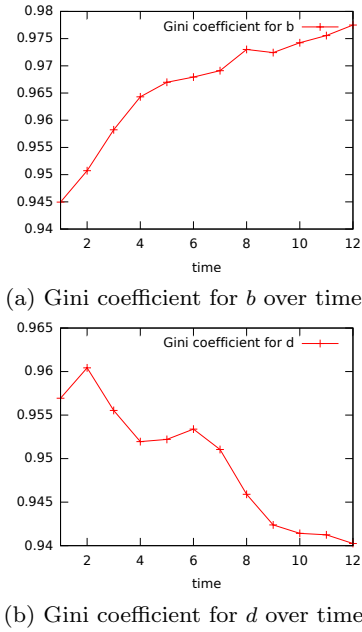 Gini coefficient for b
0.98
0.975
0.97
0.965
0.96
0.955
0.95
0.945
0.94
2 4 6 8 10 12
time
(a) Gini coefficient for b over time
Gini coefficient for d
0.965
0.96
0.955
0.95
0.945
0.94
2 4 6 8 10 12
time
(b) Gini coefficient for d over time